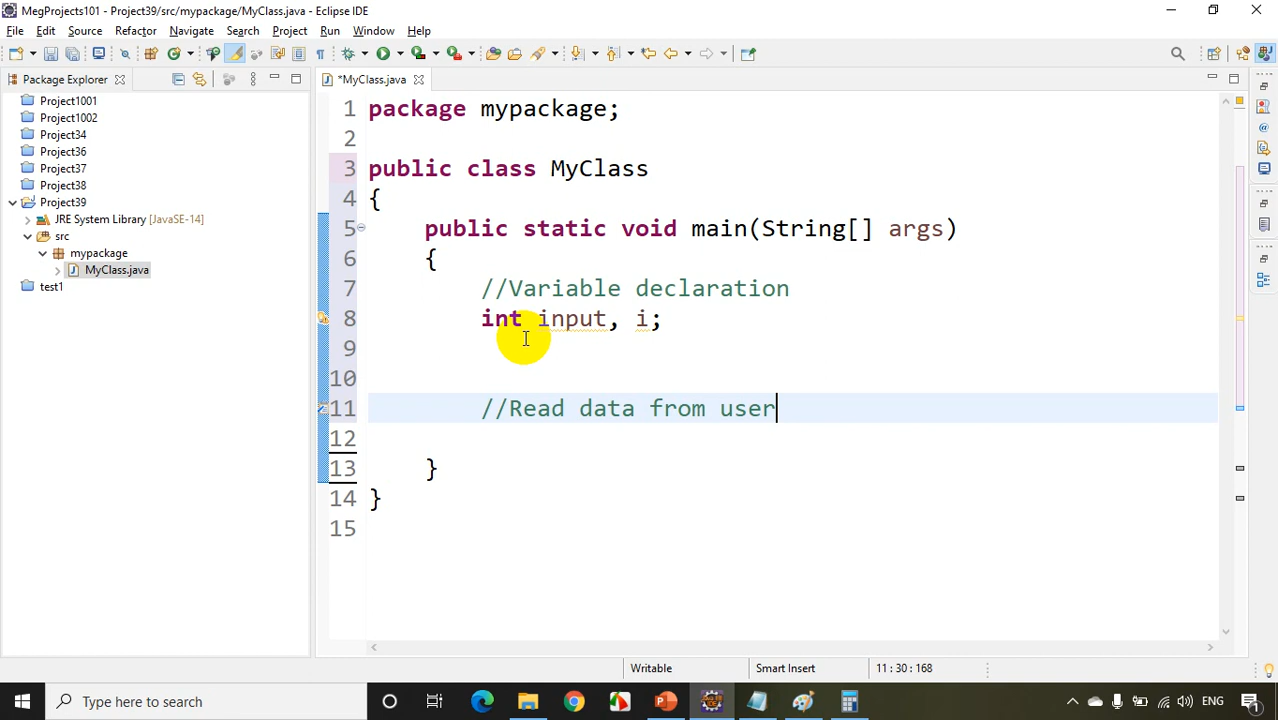 MegProjects101 - Project39/src/mypackage/MyClass.java - Eclipse IDE
File Edit Source Refactor Navigate Search Project Run Window Help
Package Explorer
*MyClass.java
Project1001
Project1002
Project34
Project36
Project37
Project38
Project39
JRE System Library [JavaSE-14]
src
mypackage
MyClass.java
test1
1 package mypackage;
2
3 public class MyClass
4 {
5 public static void main(String[] args)
6 {
7 //Variable declaration
8 int input, i;
9
10
11 //Read data from user
12
13 }
14 }
15
Writable Smart Insert 11 : 30 : 168
Type here to search
ENG
1